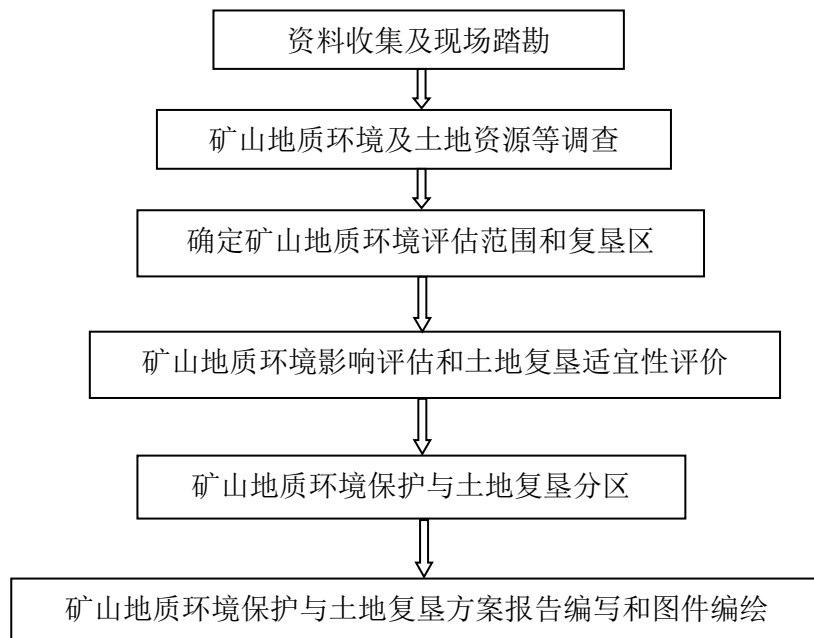 资料收集及现场踏勘
矿山地质环境及土地资源等调查
确定矿山地质环境评估范围和复垦区
矿山地质环境影响评估和土地复垦适宜性评价
矿山地质环境保护与土地复垦分区
矿山地质环境保护与土地复垦方案报告编写和图件编绘